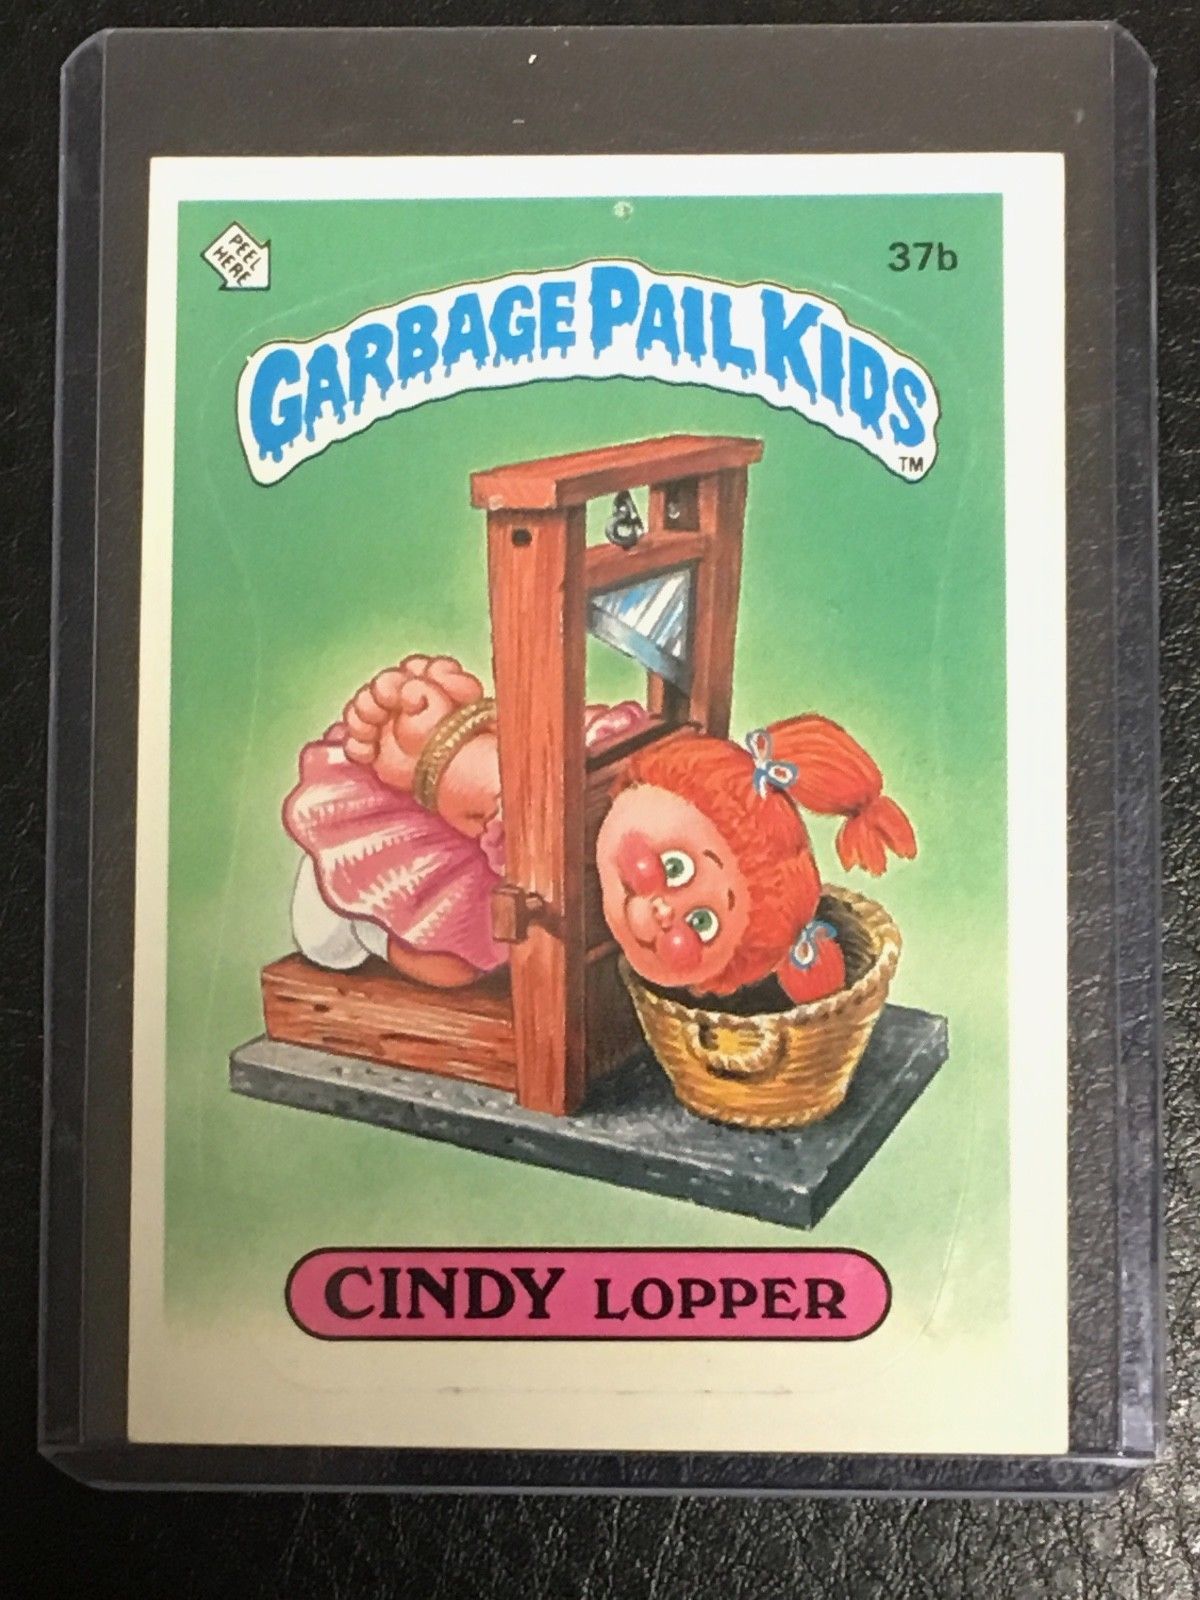 PEEL
HERE
37b
GARBAGE PAIL KIDS
TM
CINDY LOPPER